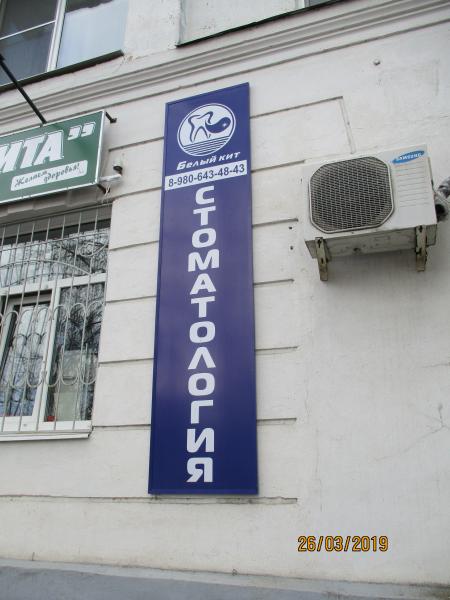 ИТА”
Желаем
здоровья!
Белый кит
8-980-643-48-43
СТОМАТОЛОГИЯ
SAMSUNG
26/03/2019